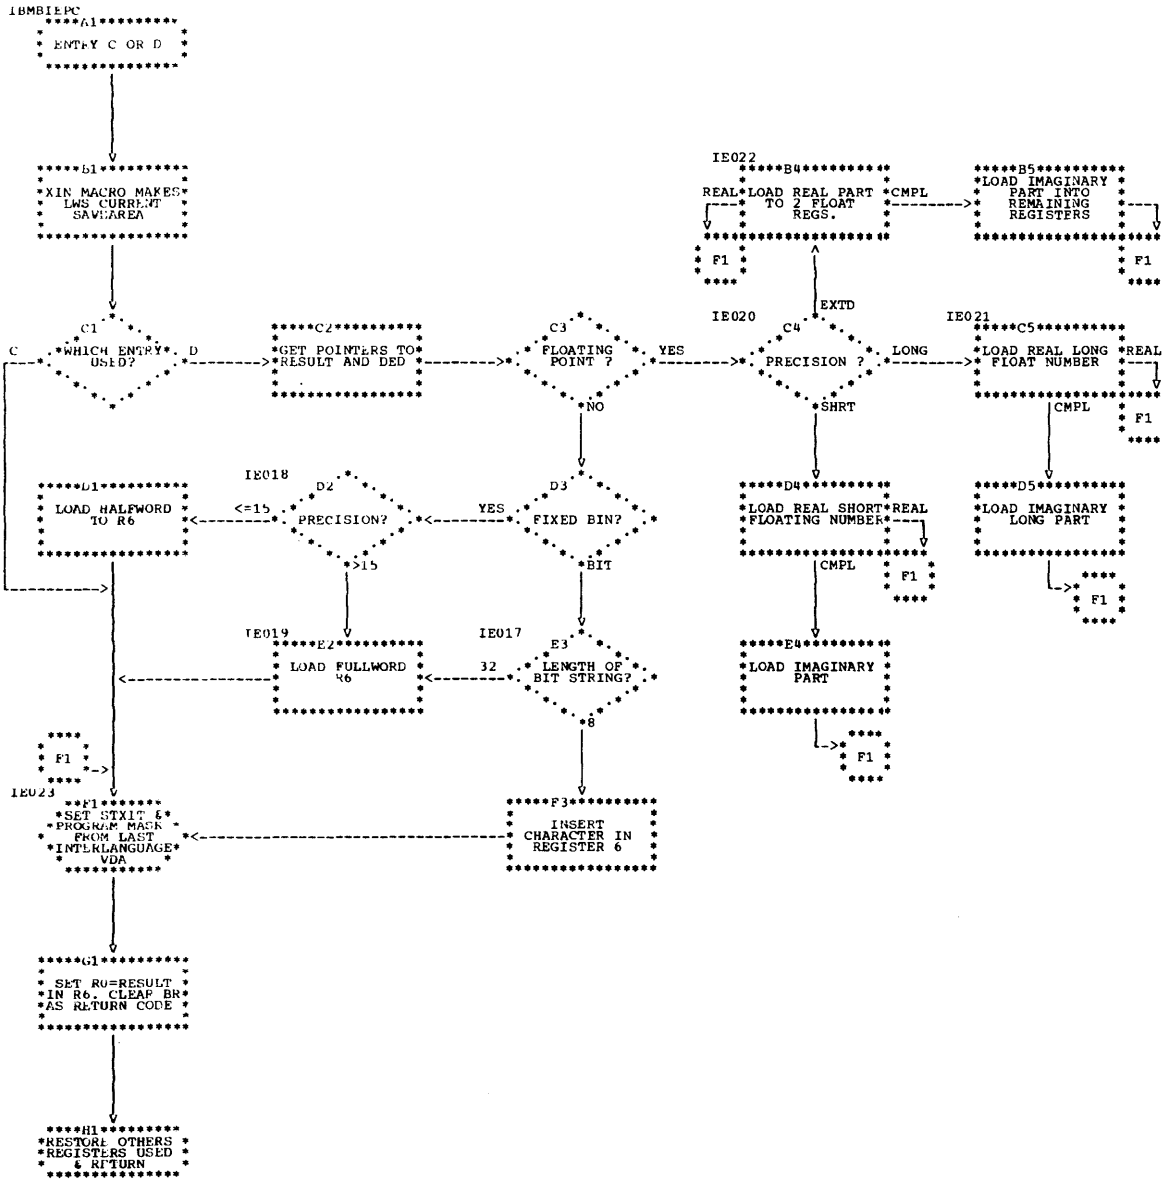 IBMBIEPC
A1
ENTRY C OR D
B1
XIN MACRO MAKES
LWS CURRENT
SAVEAREA
IE022
B4
REAL
LOAD REAL PART
TO 2 FLOAT
REGS.
CMPL
B5
LOAD IMAGINARY
PART INTO
REMAINING
REGISTERS
F1
F1
EXTD
C1
C
WHICH ENTRY
USED?
D
C2
GET POINTERS TO
RESULT AND DED
C3
FLOATING
POINT ?
YES
NO
IE020
C4
PRECISION ?
LONG
SHRT
IE021
C5
LOAD REAL LONG
FLOAT NUMBER
REAL
CMPL
F1
D1
LOAD HALFWORD
TO R6
<=15
IE018
D2
PRECISION?
>15
YES
D3
FIXED BIN?
BIT
D4
LOAD REAL SHORT
FLOATING NUMBER
REAL
CMPL
F1
D5
LOAD IMAGINARY
LONG PART
F1
IE019
E2
LOAD FULLWORD
R6
IE017
32
E3
LENGTH OF
BIT STRING?
8
E4
LOAD IMAGINARY
PART
F1
F1
IE023
F1
SET STXIT &
PROGRAM MASK
FROM LAST
INTERLANGUAGE
VDA
F3
INSERT
CHARACTER IN
REGISTER 6
G1
SET R0=RESULT
IN R6. CLEAR BR
AS RETURN CODE
H1
RESTORE OTHERS
REGISTERS USED
& RETURN